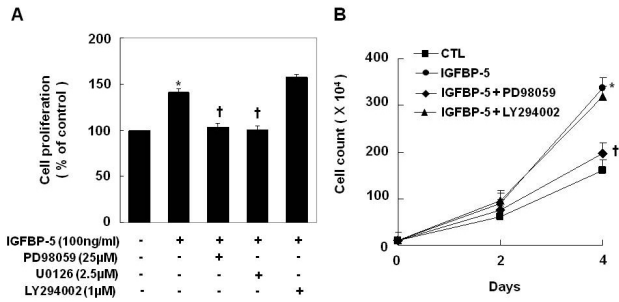 A
Cell proliferation
( % of control)
200
150
100
50
0
*
†
†
IGFBP-5 (100ng/ml) - + + + +
PD98059 (25μM) - - + - -
U0126 (2.5μM) - - - + -
LY294002 (1μM) - - - - +
B
CTL
IGFBP-5
IGFBP-5+PD98059
IGFBP-5+LY294002
Cell count ( X 10⁴)
400
300
200
100
0
*
†
0 2 4
Days